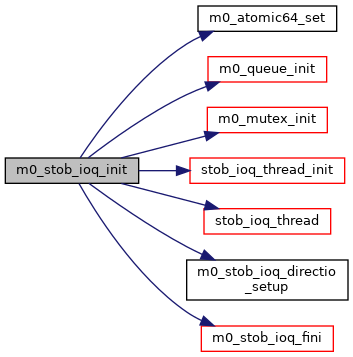 m0_atomic64_set
m0_queue_init
m0_mutex_init
m0_stob_ioq_init
stob_ioq_thread_init
stob_ioq_thread
m0_stob_ioq_directio
_setup
m0_stob_ioq_fini